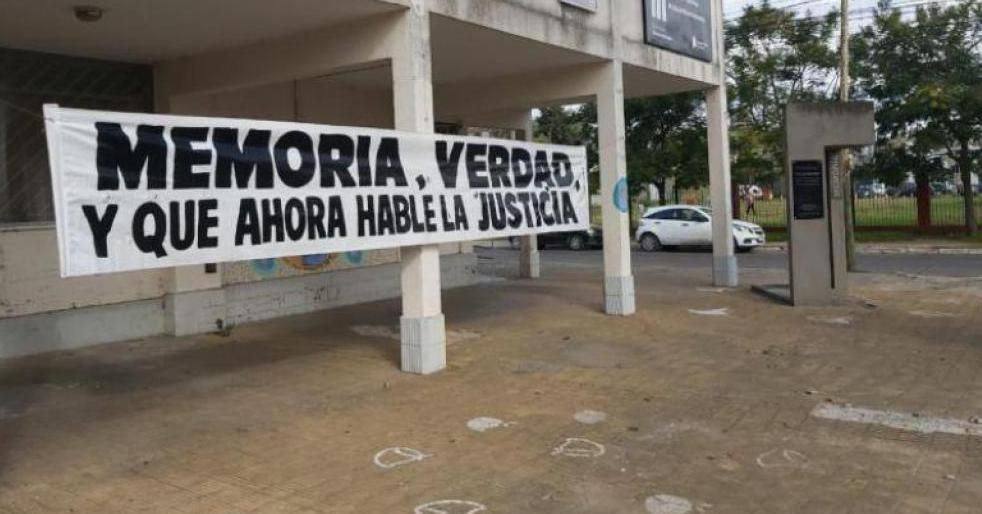 MEMORIA, VERDAD,
Y QUE AHORA HABLE LA JUSTICIA